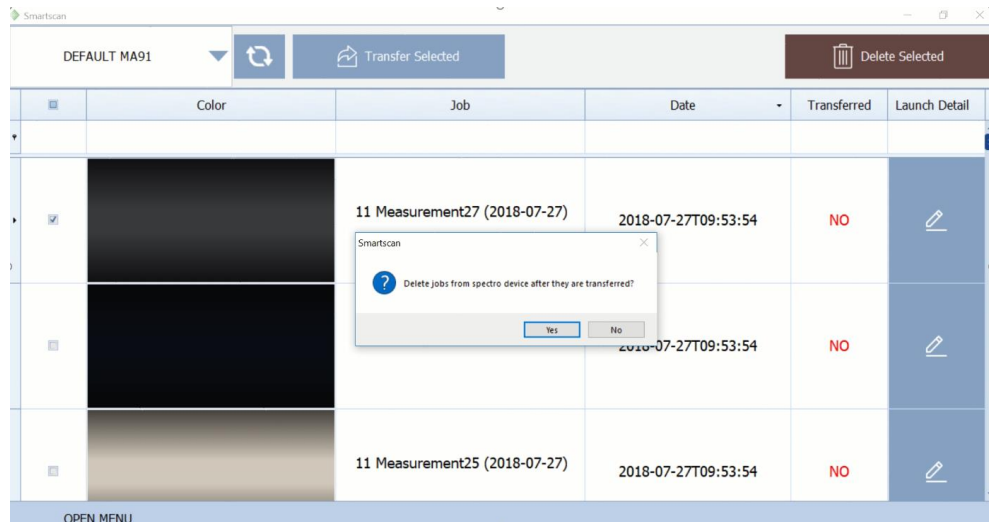 Smartscan
DEFAULT MA91
Transfer Selected
Delete Selected
Color Job Date Transferred Launch Detail
11 Measurement27 (2018-07-27) 2018-07-27T09:53:54 NO
Smartscan
Delete jobs from spectro device after they are transferred?
Yes No
2018-07-27T09:53:54 NO
11 Measurement25 (2018-07-27) 2018-07-27T09:53:54 NO
OPEN MENU